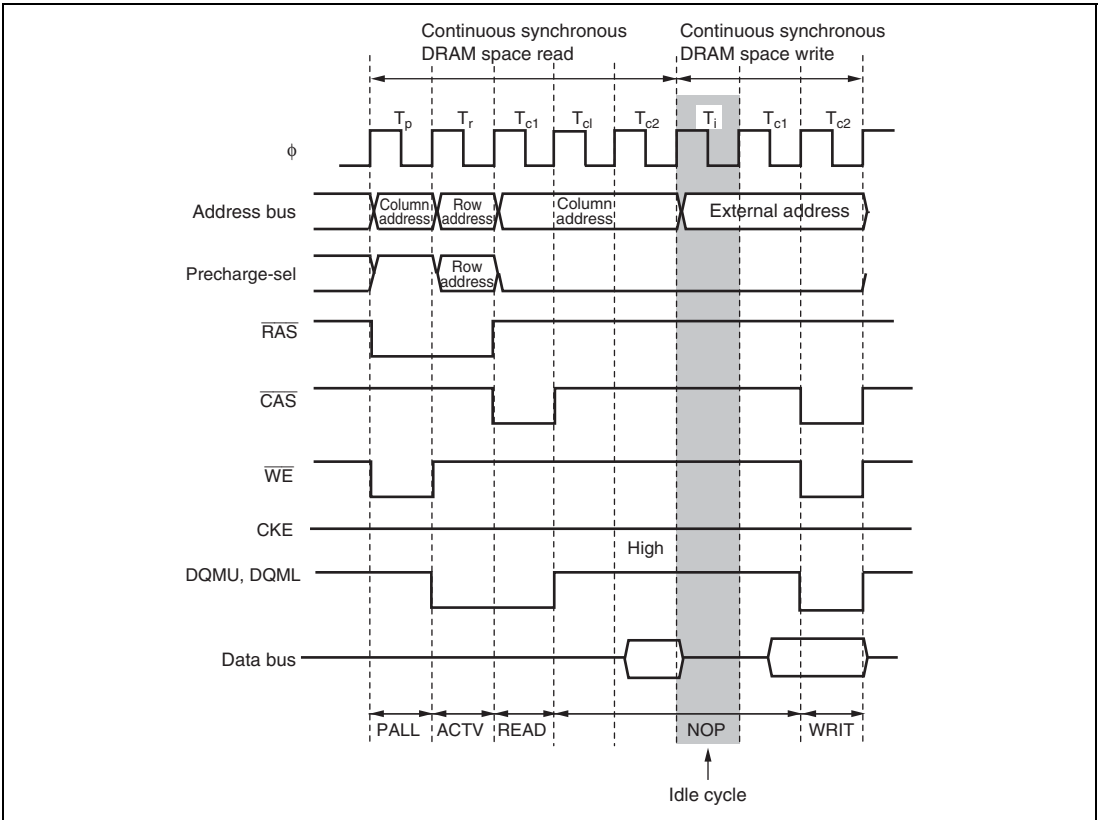 Continuous synchronous
DRAM space read
Continuous synchronous
DRAM space write
Tp Tr Tc1 Tcl Tc2 Ti Tc1 Tc2
φ
Address bus
Column
address
Row
address
Column
address
External address
Precharge-sel
Row
address
RAS
CAS
WE
CKE
High
DQMU, DQML
Data bus
PALL ACTV READ NOP WRIT
Idle cycle